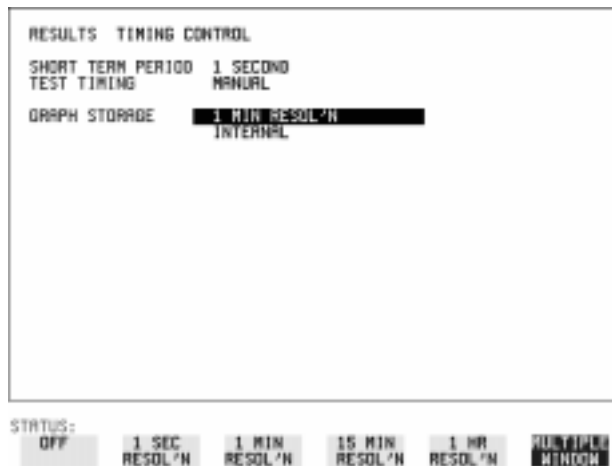 RESULTS TIMING CONTROL
SHORT TERM PERIOD 1 SECOND
TEST TIMING MANUAL
GRAPH STORAGE 1 MIN RESOL'N
INTERNAL
STATUS:
OFF 1 SEC RESOL'N 1 MIN RESOL'N 15 MIN RESOL'N 1 HR RESOL'N MULTIPLE WINDOW